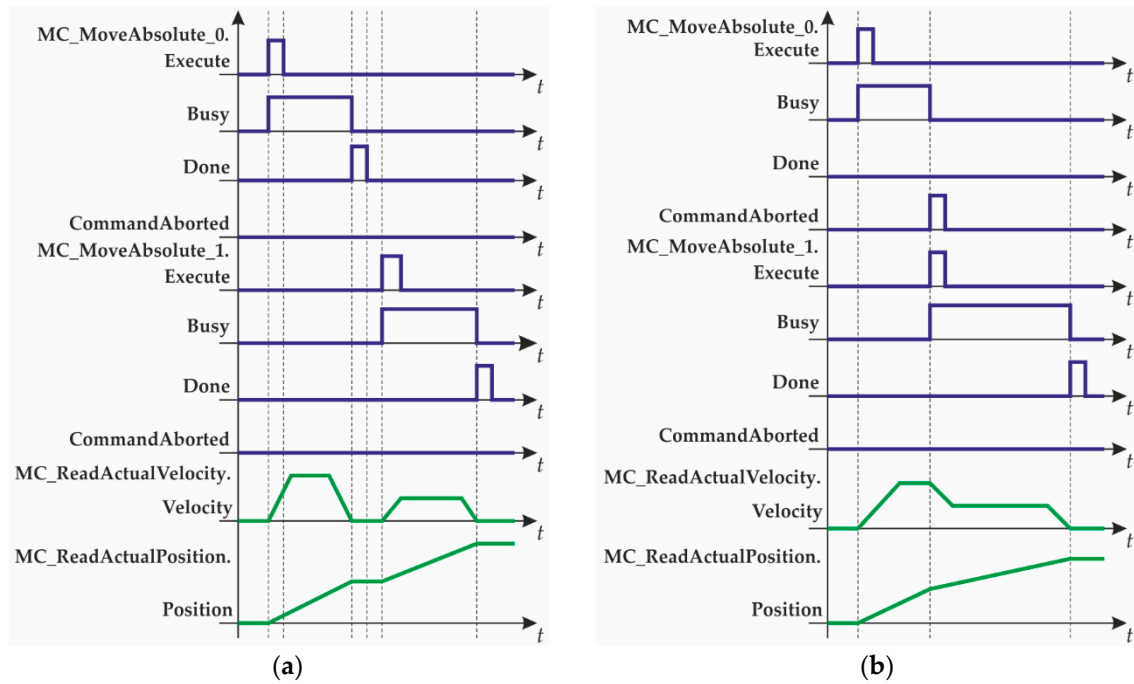 MC_MoveAbsolute_0.
Execute
t
Busy
t
Done
t
CommandAborted
t
MC_MoveAbsolute_1.
Execute
t
Busy
t
Done
t
CommandAborted
t
MC_ReadActualVelocity.
Velocity
t
MC_ReadActualPosition.
Position
t
(a)
MC_MoveAbsolute_0.
Execute
t
Busy
t
Done
t
CommandAborted
t
MC_MoveAbsolute_1.
Execute
t
Busy
t
Done
t
CommandAborted
t
MC_ReadActualVelocity.
Velocity
t
MC_ReadActualPosition.
Position
t
(b)